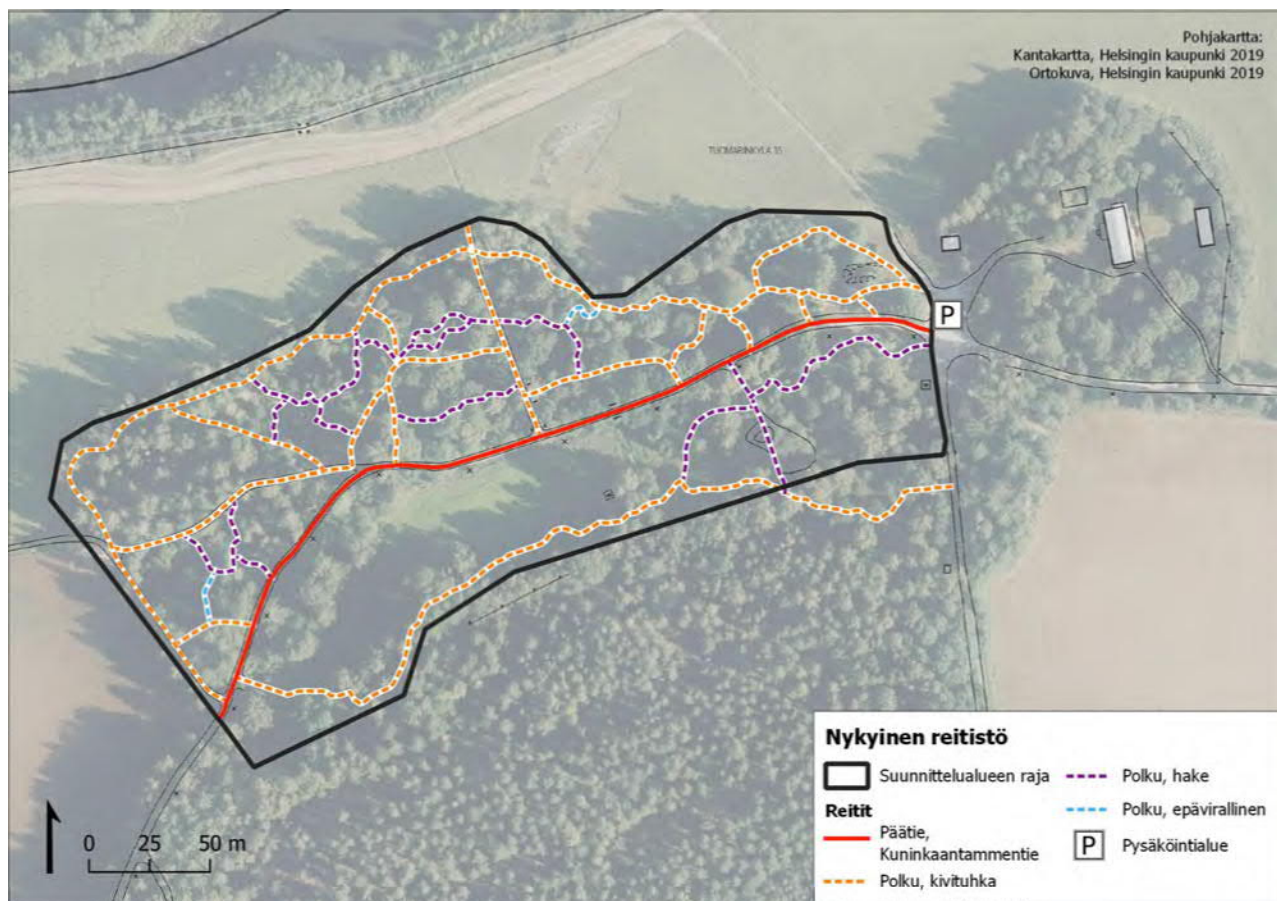 Pohjakartta:
Kantakartta, Helsingin kaupunki 2019
Ortokuva, Helsingin kaupunki 2019
TUOMARINKYLÄ
P
Nykyinen reitistö
Suunnittelualueen raja
Reitit
Päätie,
Kuninkaantammentie
Polku, kivituhka
Polku, hake
Polku, epävirallinen
P
Pysäköintialue
0 25 50 m